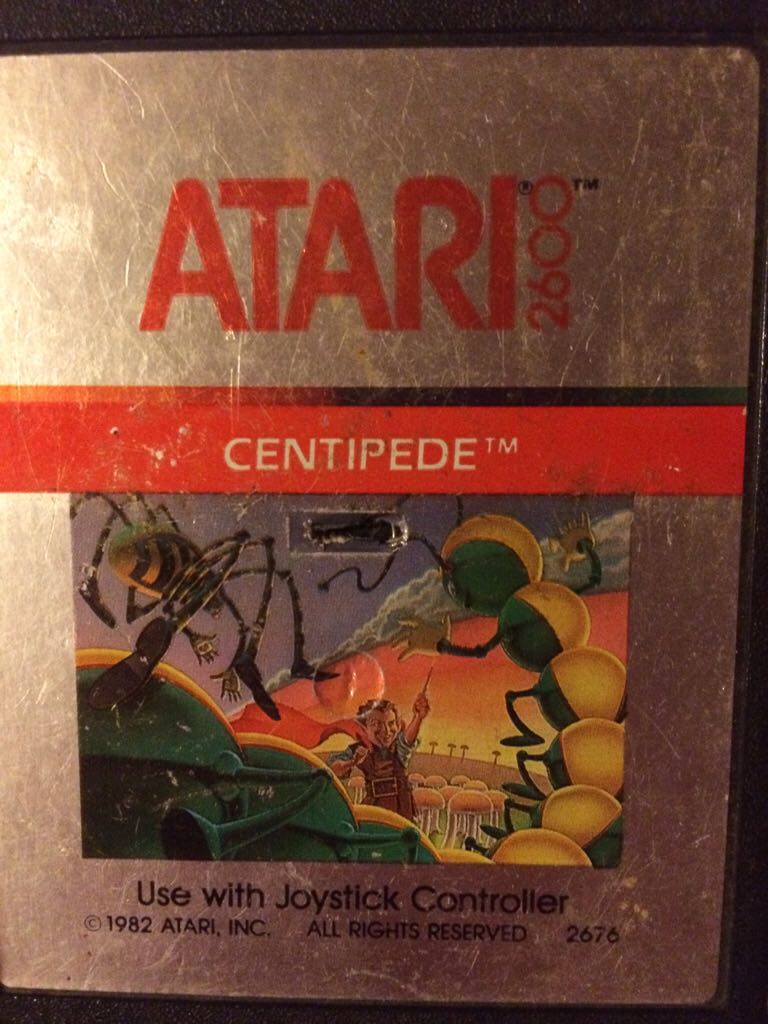 ATARI® 2600™
CENTIPEDE™
Use with Joystick Controller
© 1982 ATARI, INC. ALL RIGHTS RESERVED 2676